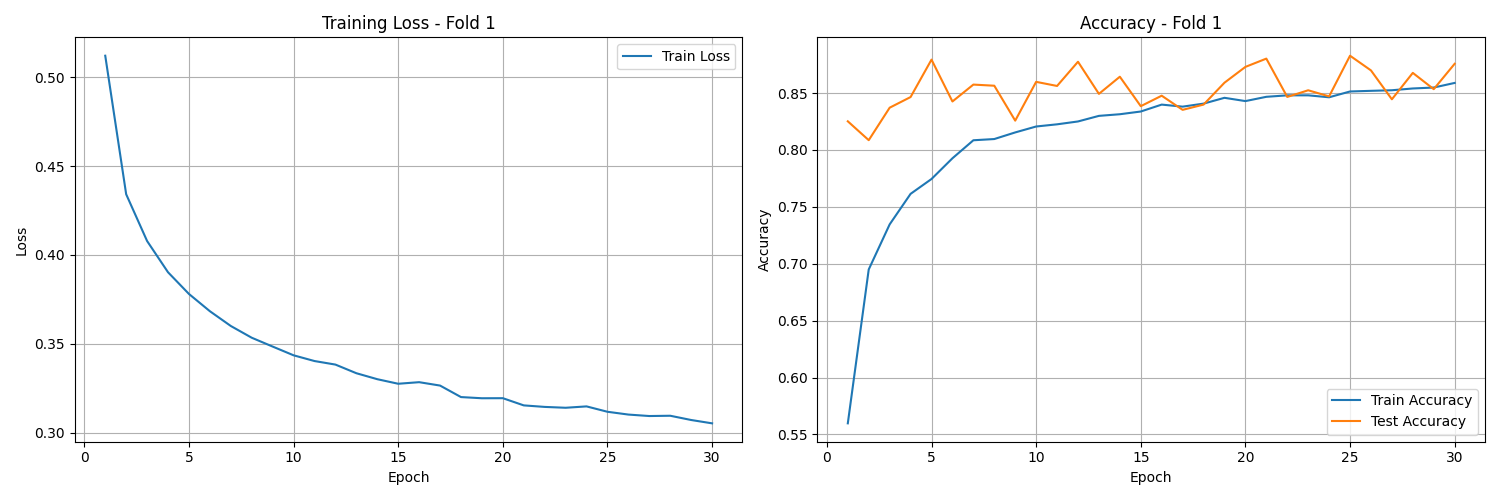 Training Loss - Fold 1
Train Loss
0.50
0.45
0.40
0.35
0.30
Loss
0 5 10 15 20 25 30
Epoch
Accuracy - Fold 1
0.85
0.80
0.75
0.70
0.65
0.60
0.55
Accuracy
Train Accuracy
Test Accuracy
0 5 10 15 20 25 30
Epoch